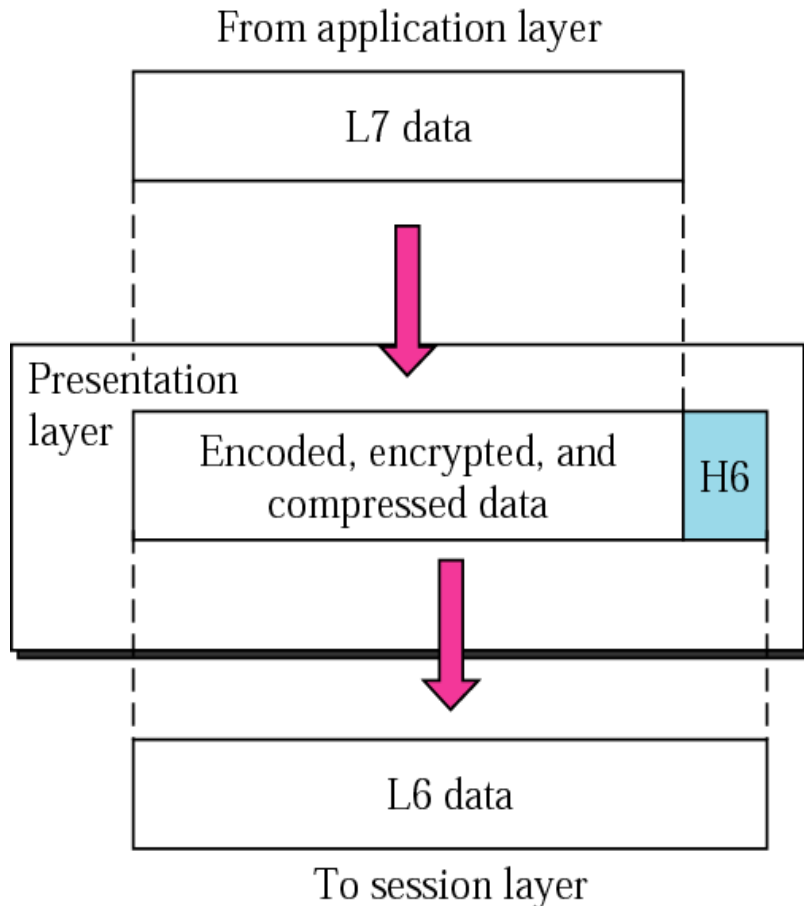 From application layer
L7 data
Presentation
layer
Encoded, encrypted, and
compressed data
H6
L6 data
To session layer